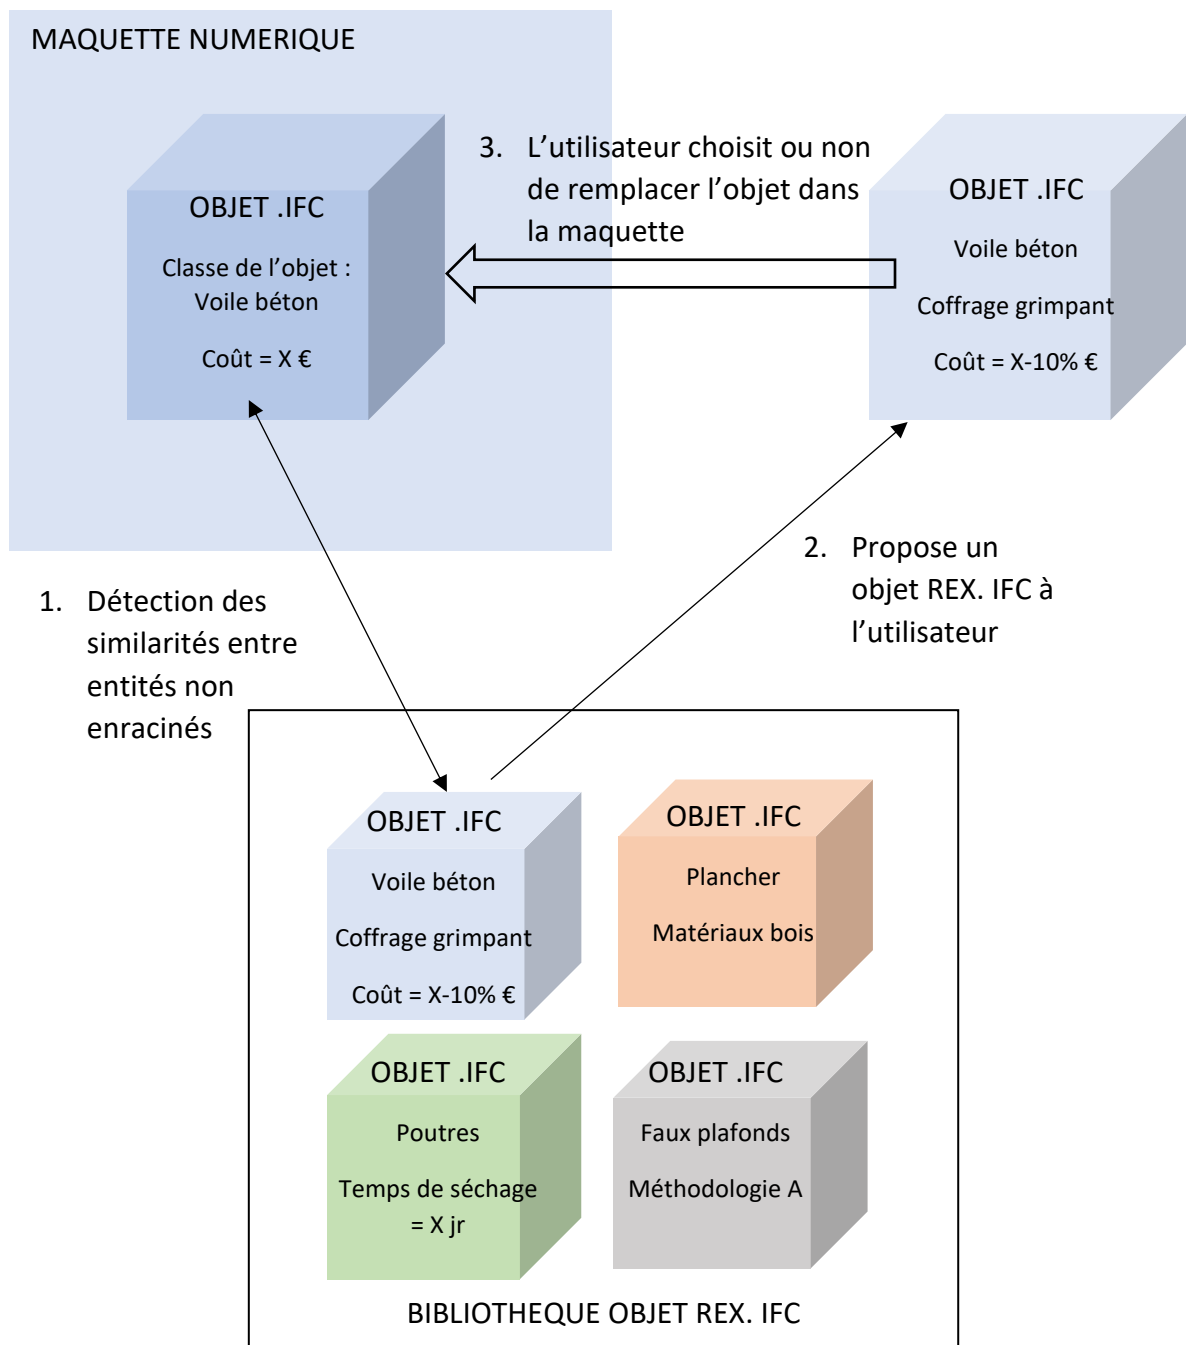 MAQUETTE NUMERIQUE
OBJET .IFC
Classe de l’objet :
Voile béton
Coût = X €
3. L’utilisateur choisit ou non
de remplacer l’objet dans
la maquette
OBJET .IFC
Voile béton
Coffrage grimpant
Coût = X-10% €
2. Propose un
objet REX. IFC à
l’utilisateur
1. Détection des
similarités entre
entités non
enracinés
OBJET .IFC
Voile béton
Coffrage grimpant
Coût = X-10% €
OBJET .IFC
Plancher
Matériaux bois
OBJET .IFC
Poutres
Temps de séchage
= X jr
OBJET .IFC
Faux plafonds
Méthodologie A
BIBLIOTHEQUE OBJET REX. IFC